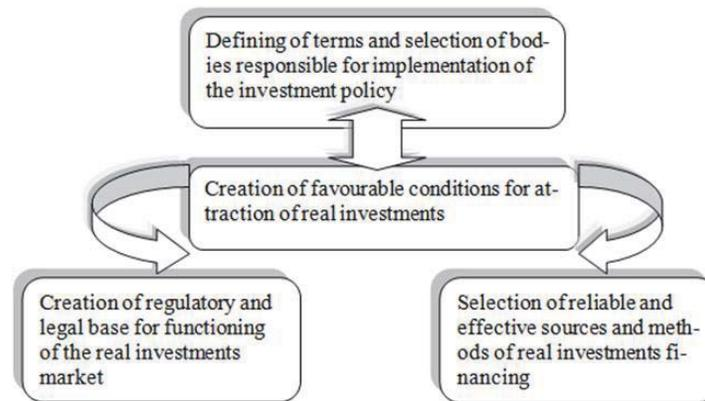 Defining of terms and selection of bod-
ies responsible for implementation of
the investment policy
Creation of favourable conditions for at-
traction of real investments
Creation of regulatory and
legal base for functioning
of the real investments
market
Selection of reliable and
effective sources and meth-
ods of real investments fi-
nancing